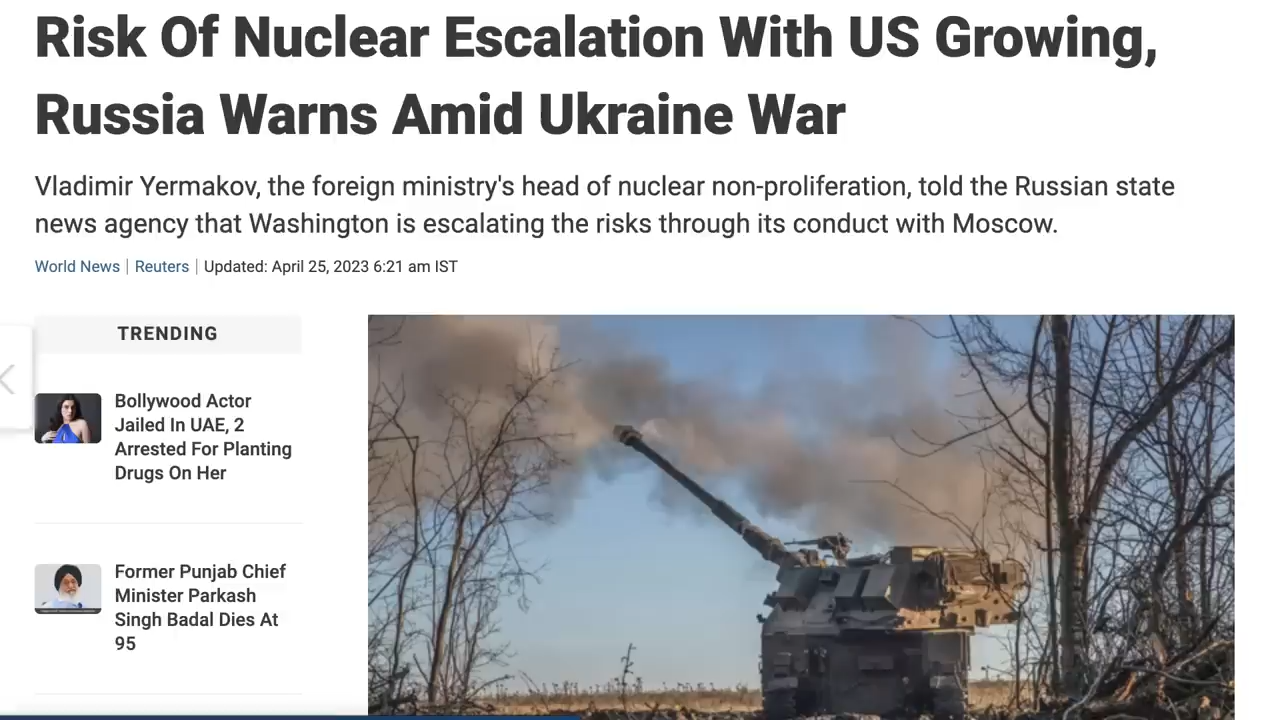 Risk Of Nuclear Escalation With US Growing,
Russia Warns Amid Ukraine War
Vladimir Yermakov, the foreign ministry's head of nuclear non-proliferation, told the Russian state
news agency that Washington is escalating the risks through its conduct with Moscow.
World News | Reuters | Updated: April 25, 2023 6:21 am IST
TRENDING
Bollywood Actor
Jailed In UAE, 2
Arrested For Planting
Drugs On Her
Former Punjab Chief
Minister Parkash
Singh Badal Dies At
95